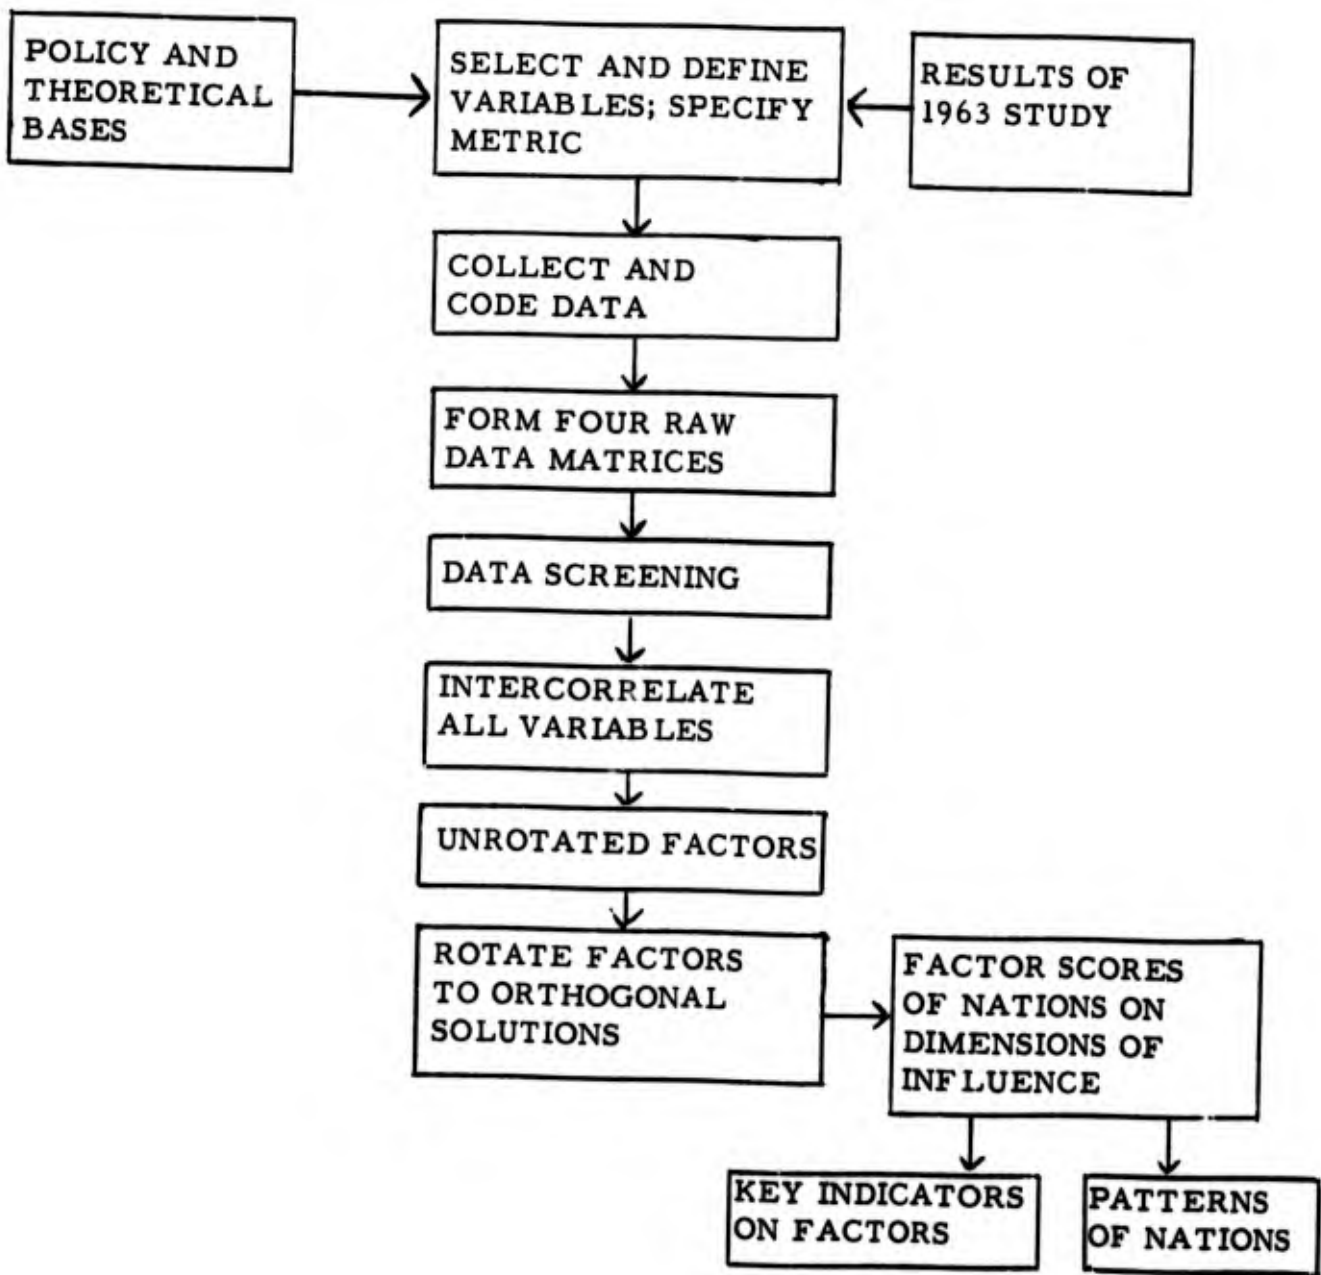 POLICY AND
THEORETICAL
BASES
SELECT AND DEFINE
VARIABLES; SPECIFY
METRIC
RESULTS OF
1963 STUDY
COLLECT AND
CODE DATA
FORM FOUR RAW
DATA MATRICES
DATA SCREENING
INTERCORRELATE
ALL VARIABLES
UNROTATED FACTORS
ROTATE FACTORS
TO ORTHOGONAL
SOLUTIONS
FACTOR SCORES
OF NATIONS ON
DIMENSIONS OF
INFLUENCE
KEY INDICATORS
ON FACTORS
PATTERNS
OF NATIONS